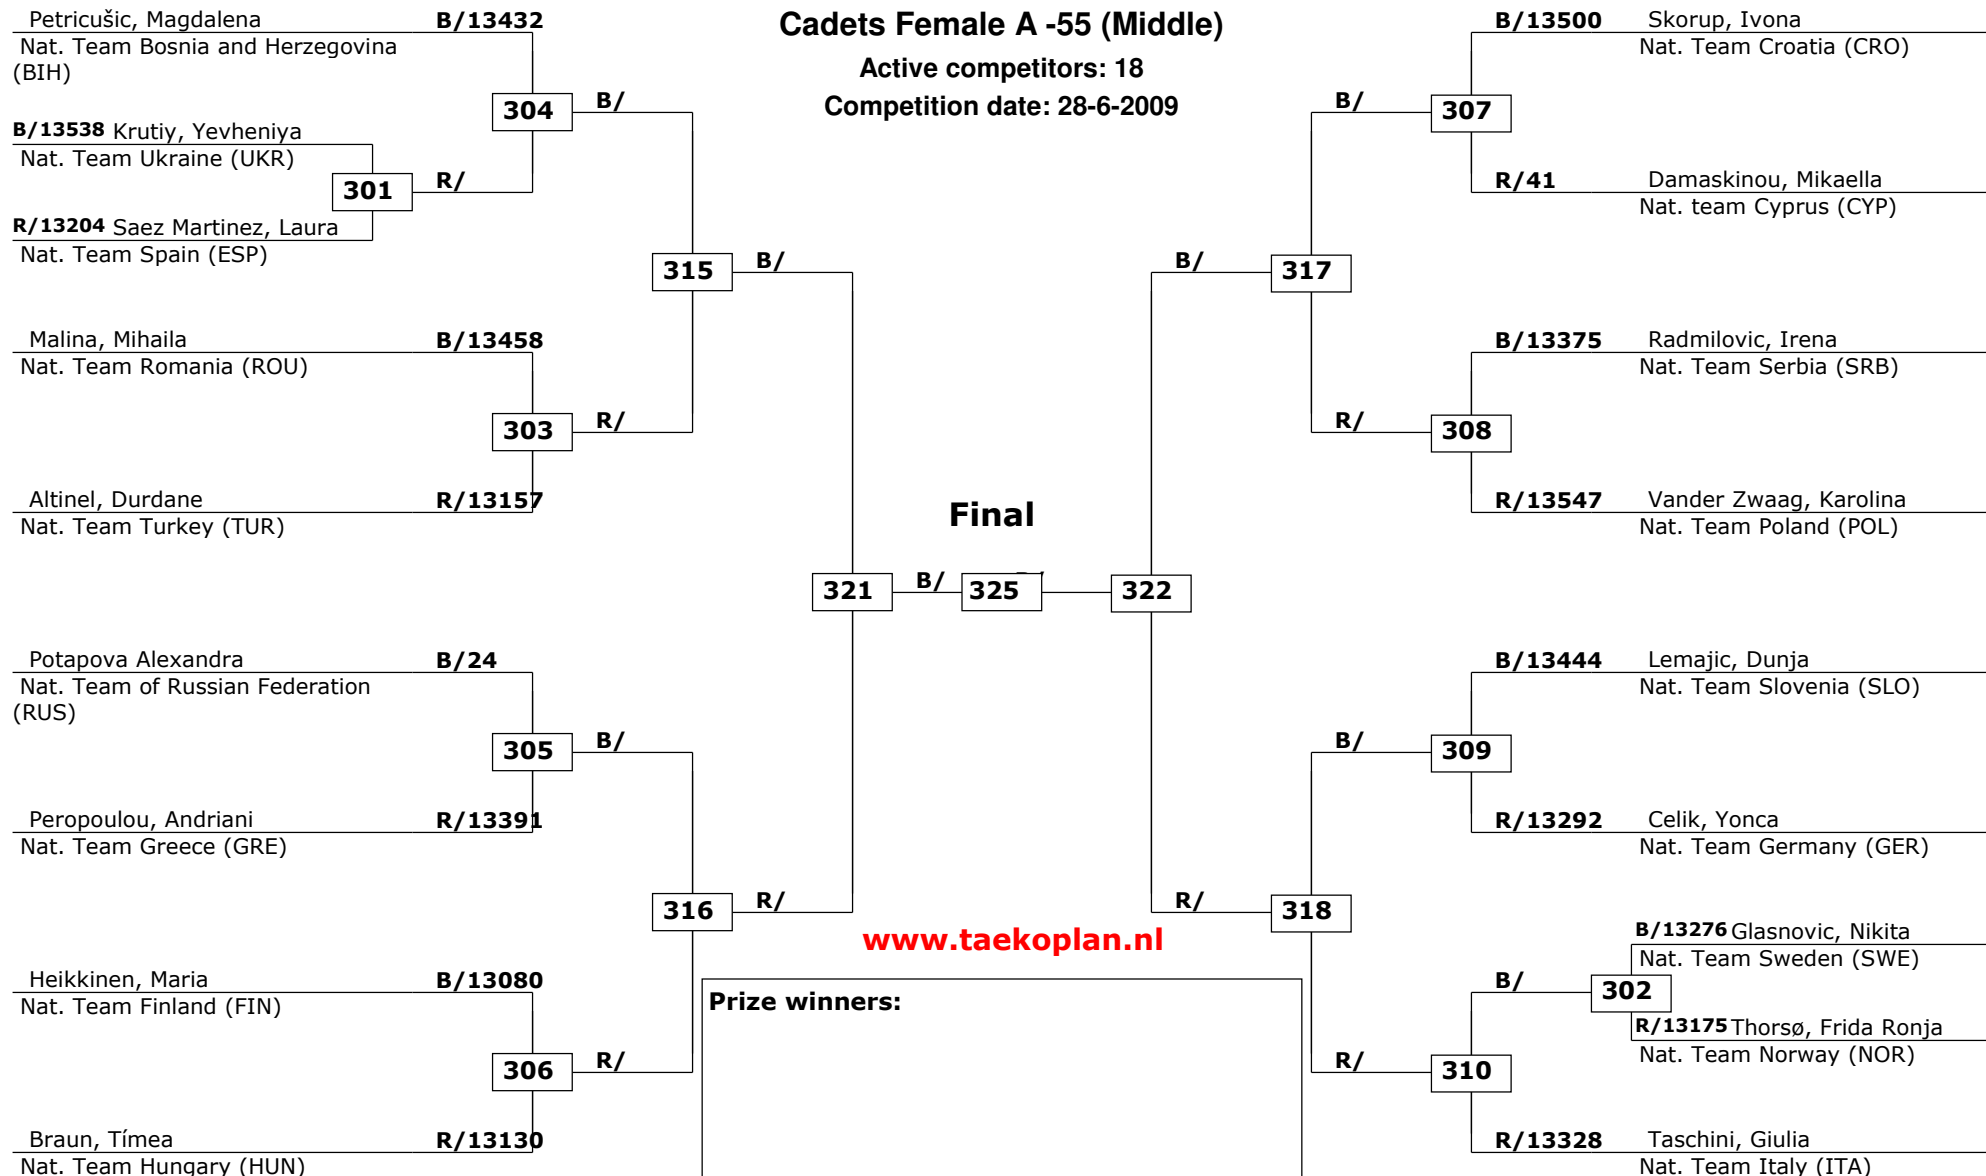 Cadets Female A -55 (Middle)
Active competitors: 18
Competition date: 28-6-2009
Petricušic, Magdalena B/13432
Nat. Team Bosnia and Herzegovina
(BIH)
304 B/
B/13538 Krutiy, Yevheniya
Nat. Team Ukraine (UKR)
301 R/
R/13204 Saez Martinez, Laura
Nat. Team Spain (ESP)
315 B/
Malina, Mihaila B/13458
Nat. Team Romania (ROU)
303 R/
Altinel, Durdane R/13157
Nat. Team Turkey (TUR)
321 B/
Potapova Alexandra B/24
Nat. Team of Russian Federation
(RUS)
305 B/
Peropoulou, Andriani R/13391
Nat. Team Greece (GRE)
316 R/
Heikkinen, Maria B/13080
Nat. Team Finland (FIN)
306 R/
Braun, Tímea R/13130
Nat. Team Hungary (HUN)
Final
325
B/13500 Skorup, Ivona
Nat. Team Croatia (CRO)
B/ 307
R/41 Damaskinou, Mikaella
Nat. team Cyprus (CYP)
B/ 317
B/13375 Radmilovic, Irena
Nat. Team Serbia (SRB)
R/ 308
R/13547 Vander Zwaag, Karolina
Nat. Team Poland (POL)
322
B/13444 Lemajic, Dunja
Nat. Team Slovenia (SLO)
B/ 309
R/13292 Celik, Yonca
Nat. Team Germany (GER)
R/ 318
B/13276 Glasnovic, Nikita
Nat. Team Sweden (SWE)
B/ 302
R/13175 Thorsø, Frida Ronja
Nat. Team Norway (NOR)
R/ 310
R/13328 Taschini, Giulia
Nat. Team Italy (ITA)
www.taekoplan.nl
Prize winners: